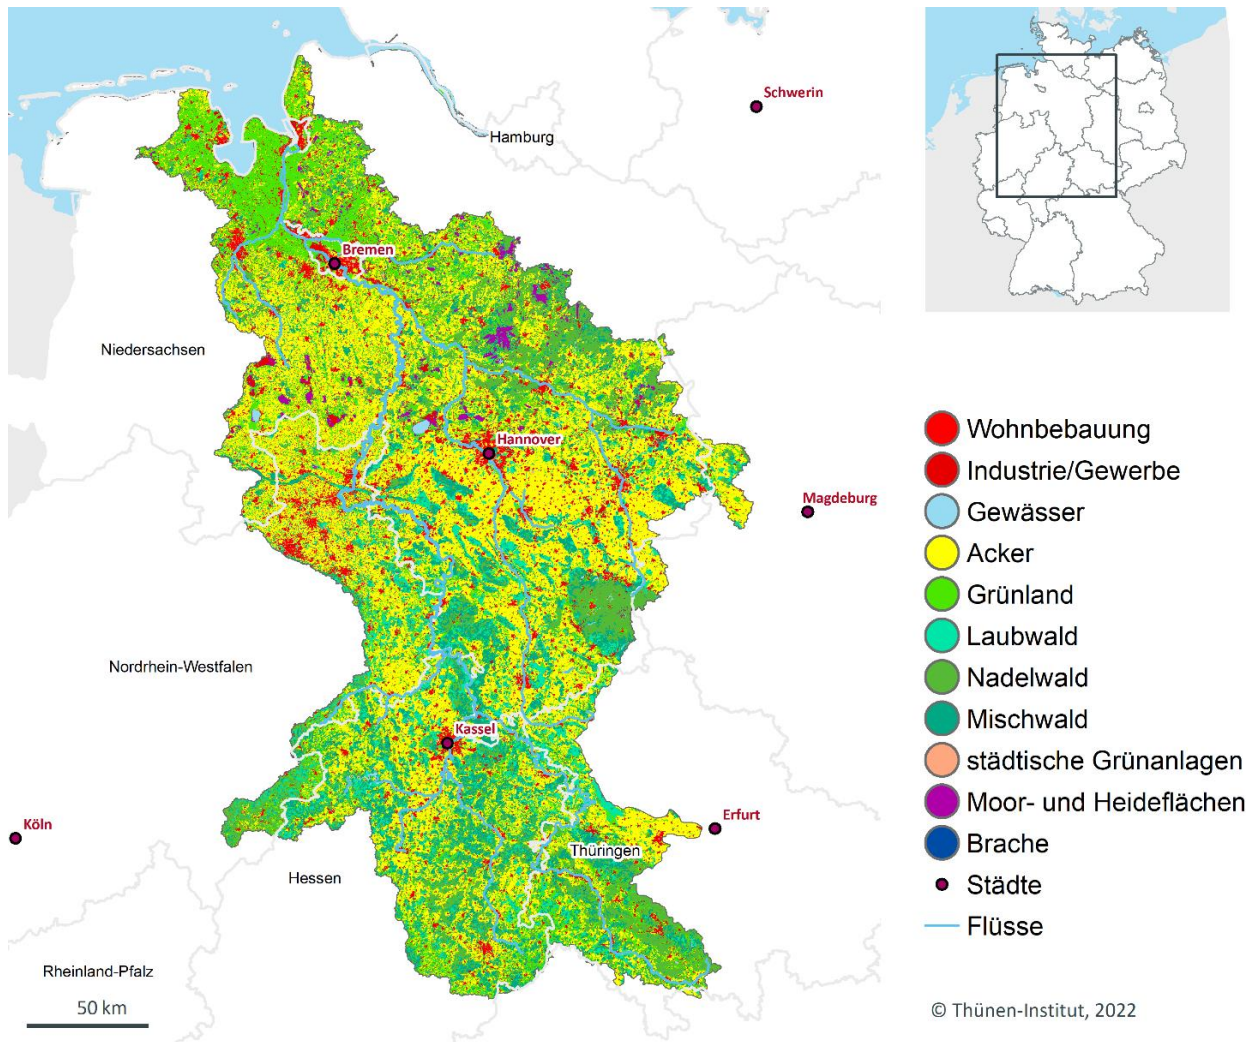 Schwerin
Hamburg
Bremen
Niedersachsen
Hannover
Magdeburg
Nordrhein-Westfalen
Kassel
Köln
Erfurt
Thüringen
Hessen
Rheinland-Pfalz
50 km
Wohnbebauung
Industrie/Gewerbe
Gewässer
Acker
Grünland
Laubwald
Nadelwald
Mischwald
städtische Grünanlagen
Moor- und Heideflächen
Brache
Städte
Flüsse
© Thünen-Institut, 2022